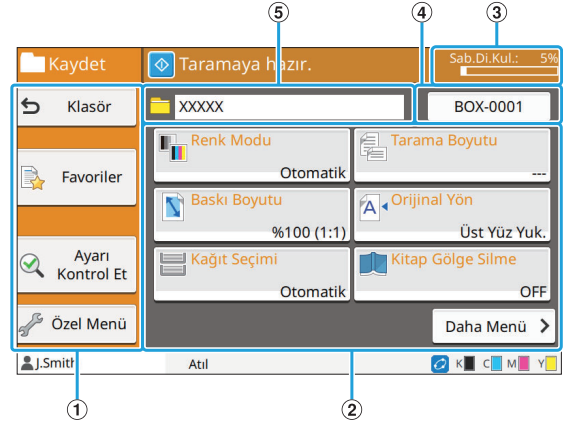 ⑤ ④ ③
Kaydet
Taramaya hazır.
Sab.Di.Kul.: 5%
Klasör
XXXXX
BOX-0001
Favoriler
Ayarı
Kontrol Et
Özel Menü
Renk Modu
Otomatik
Tarama Boyutu
---
Baskı Boyutu
%100 (1:1)
Orijinal Yön
A
Üst Yüz Yuk.
Kağıt Seçimi
Otomatik
Kitap Gölge Silme
OFF
Daha Menü
J.Smith
Atıl
K C M Y
① ②